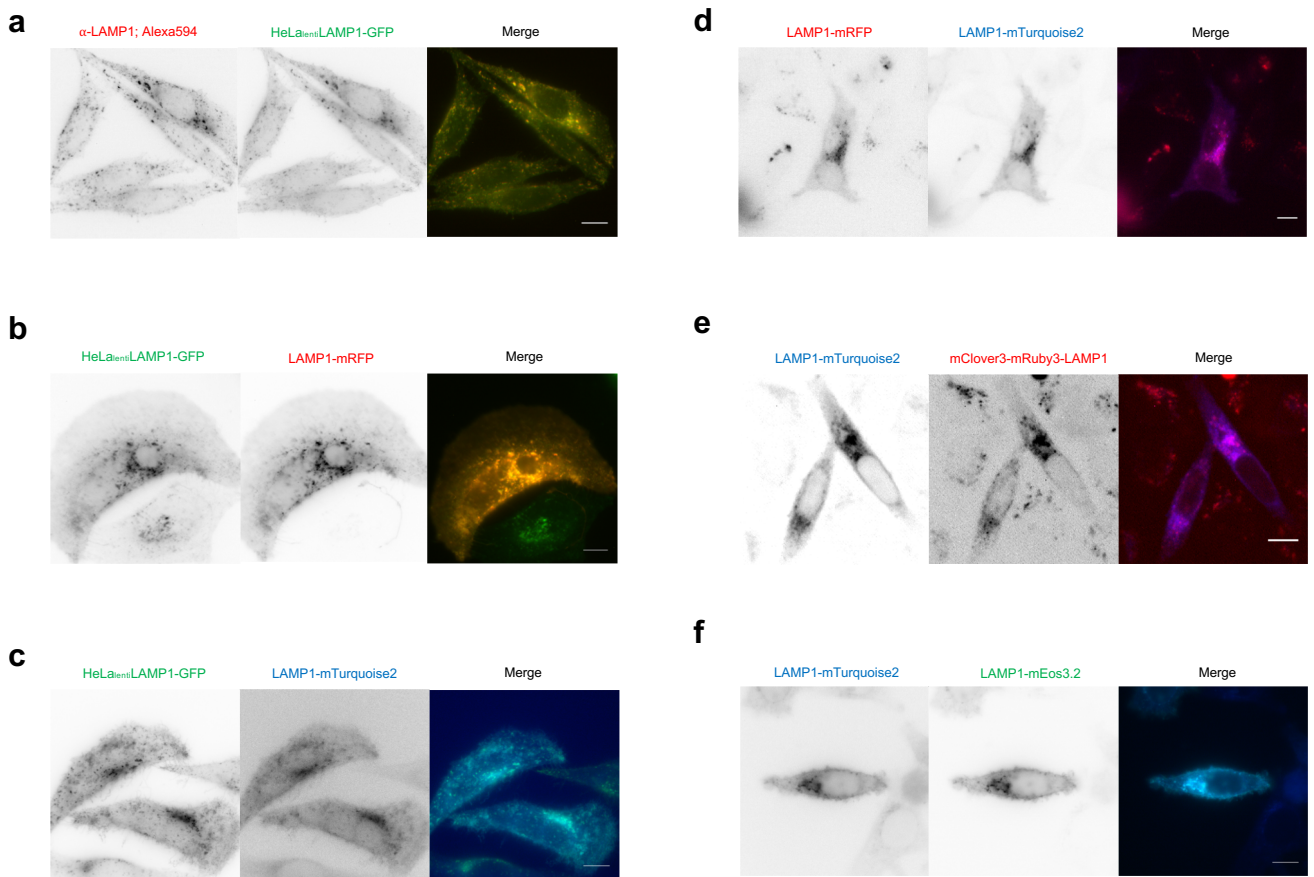 a
α-LAMP1; Alexa594 HeLalentiLAMP1-GFP Merge
b
HeLalentiLAMP1-GFP LAMP1-mRFP Merge
c
HeLalentiLAMP1-GFP LAMP1-mTurquoise2 Merge
d
LAMP1-mRFP LAMP1-mTurquoise2 Merge
e
LAMP1-mTurquoise2 mClover3-mRuby3-LAMP1 Merge
f
LAMP1-mTurquoise2 LAMP1-mEos3.2 Merge